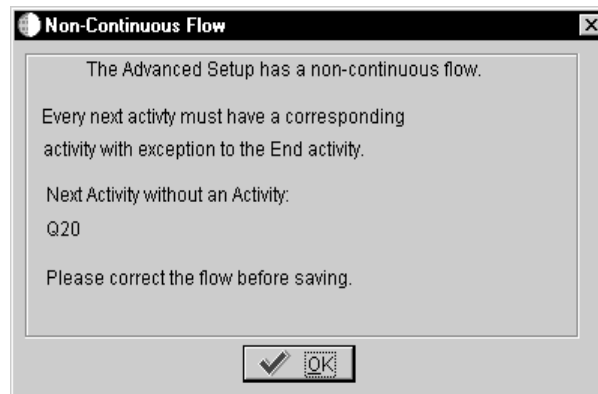 Non-Continuous Flow
The Advanced Setup has a non-continuous flow.
Every next activty must have a corresponding
activity with exception to the End activity.
Next Activity without an Activity:
Q20
Please correct the flow before saving.
OK